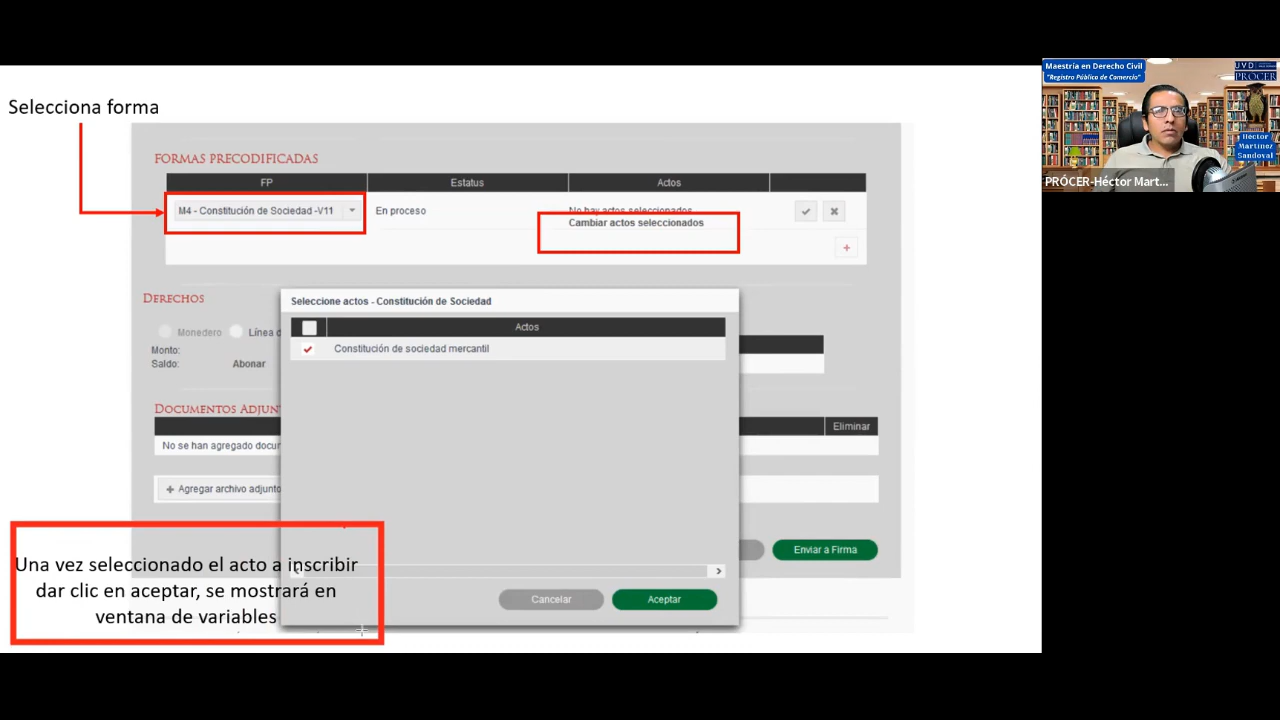 Selecciona forma
FORMAS PRECODIFICADAS
FP
Estatus
Actos
M4 - Constitución de Sociedad -V11
En proceso
No hay actos seleccionados
Cambiar actos seleccionados
DERECHOS
Monedero
Línea d
Monto:
Saldo:
Abonar
Seleccione actos - Constitución de Sociedad
Actos
Constitución de sociedad mercantil
DOCUMENTOS ADJUN
Eliminar
No se han agregado docu
Agregar archivo adjunto
Enviar a Firma
Cancelar
Aceptar
Una vez seleccionado el acto a inscribir
dar clic en aceptar, se mostrará en
ventana de variables
Maestría en Derecho Civil
"Registro Público de Comercio"
UVD
PROCER
Héctor
Martínez
Sandoval
PRÓCER-Héctor Mart...